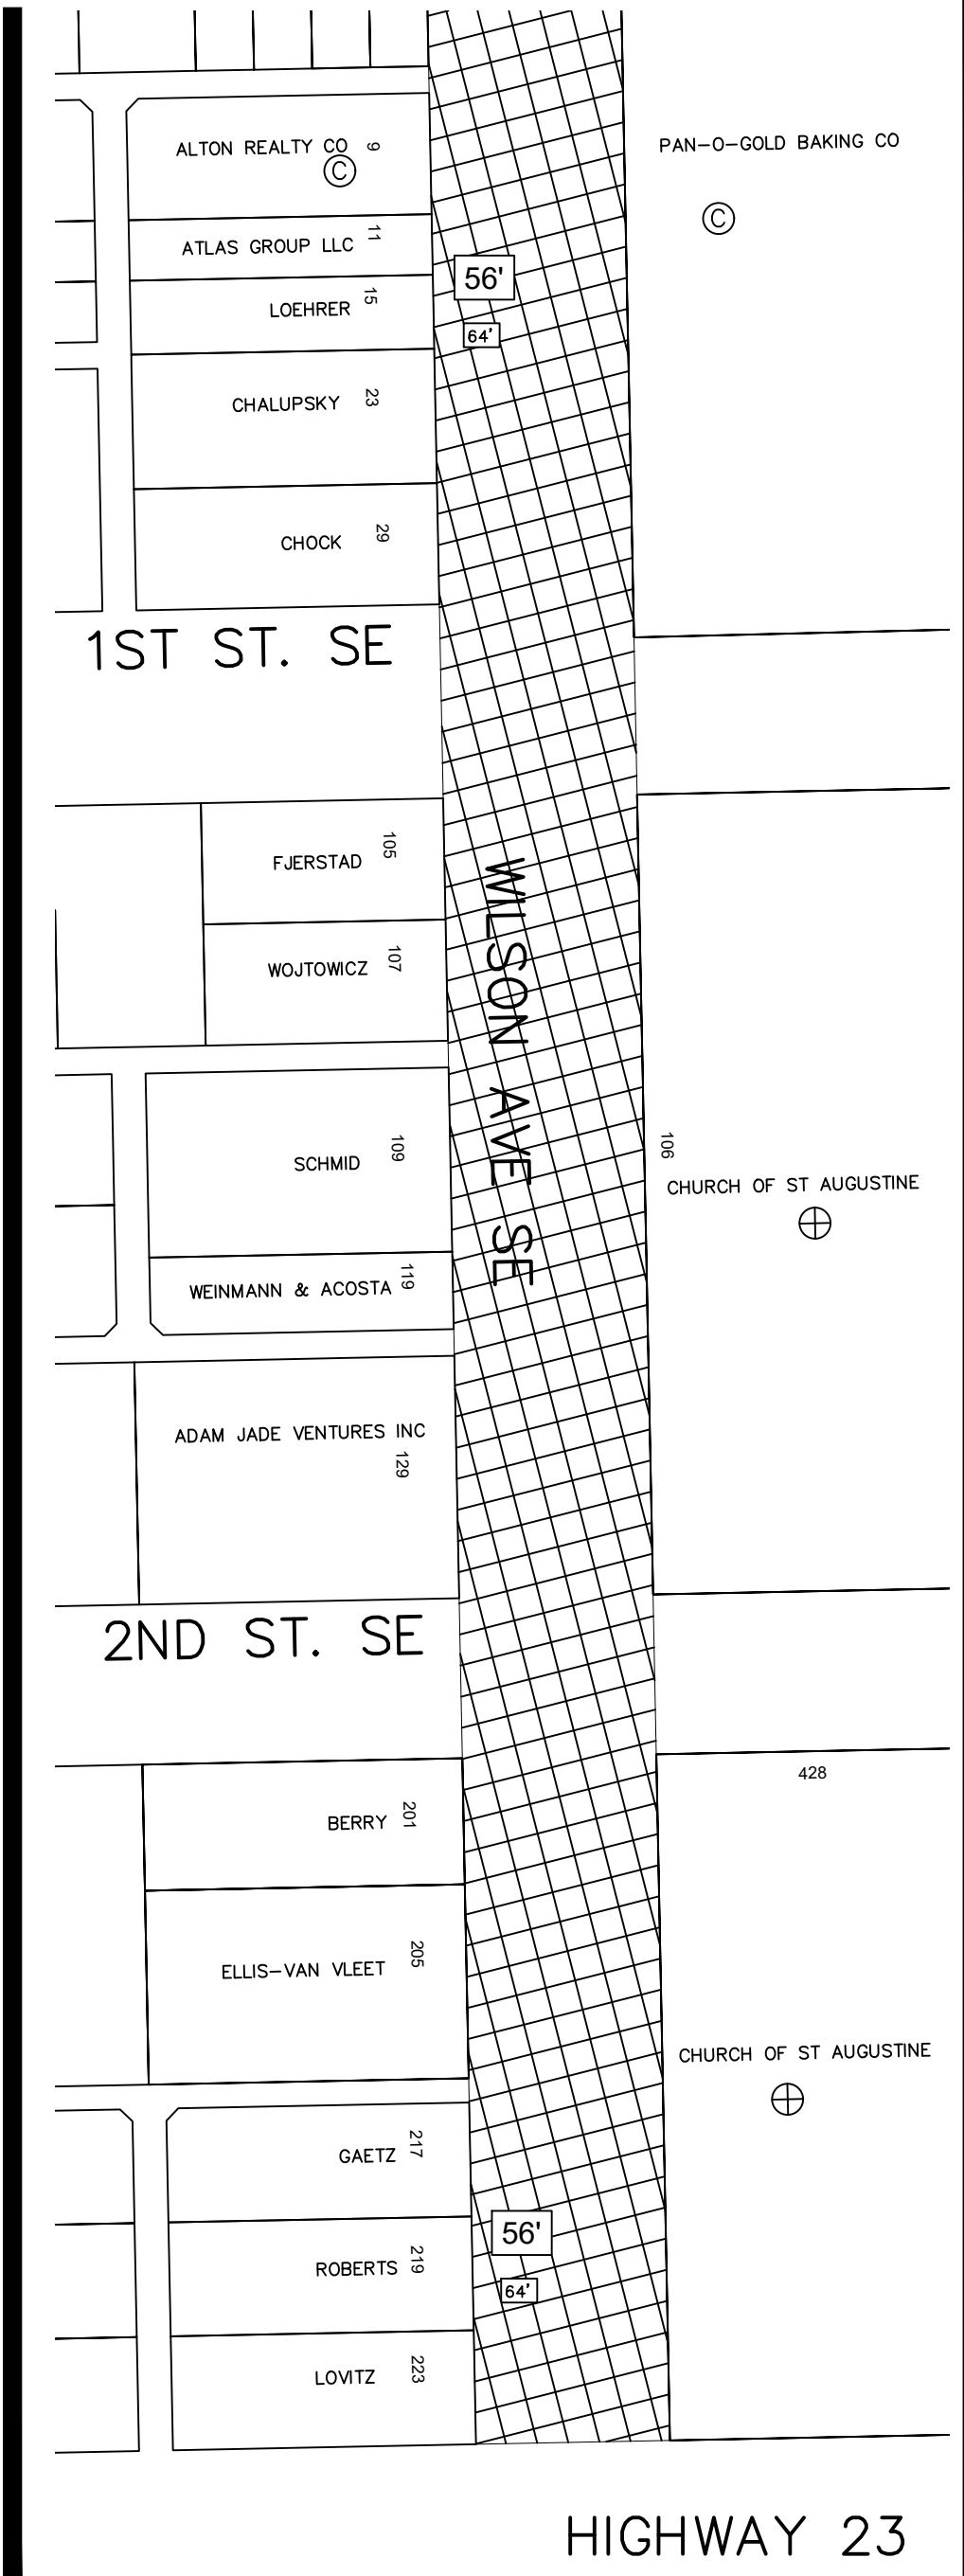 ALTON REALTY CO 9
©
PAN-O-GOLD BAKING CO
©
ATLAS GROUP LLC 11
56'
LOEHRER 15
64'
CHALUPSKY 23
CHOCK 29
1ST ST. SE
FJERSTAD 105
WOJTOWICZ 107
WILSON AVE SE
SCHMID 109
106
CHURCH OF ST AUGUSTINE
WEINMANN & ACOSTA 119
ADAM JADE VENTURES INC
129
2ND ST. SE
428
BERRY 201
ELLIS-VAN VLEET 205
CHURCH OF ST AUGUSTINE
GAETZ 217
56'
ROBERTS 219
64'
LOVITZ 223
HIGHWAY 23